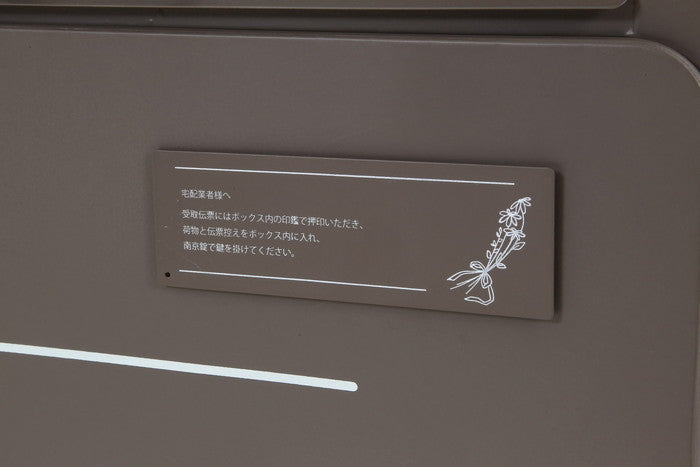 宅配業者様へ
受取伝票にはボックス内の印鑑で押印いただき、
荷物と伝票控えをボックス内に入れ、
南京錠で鍵を掛けてください。